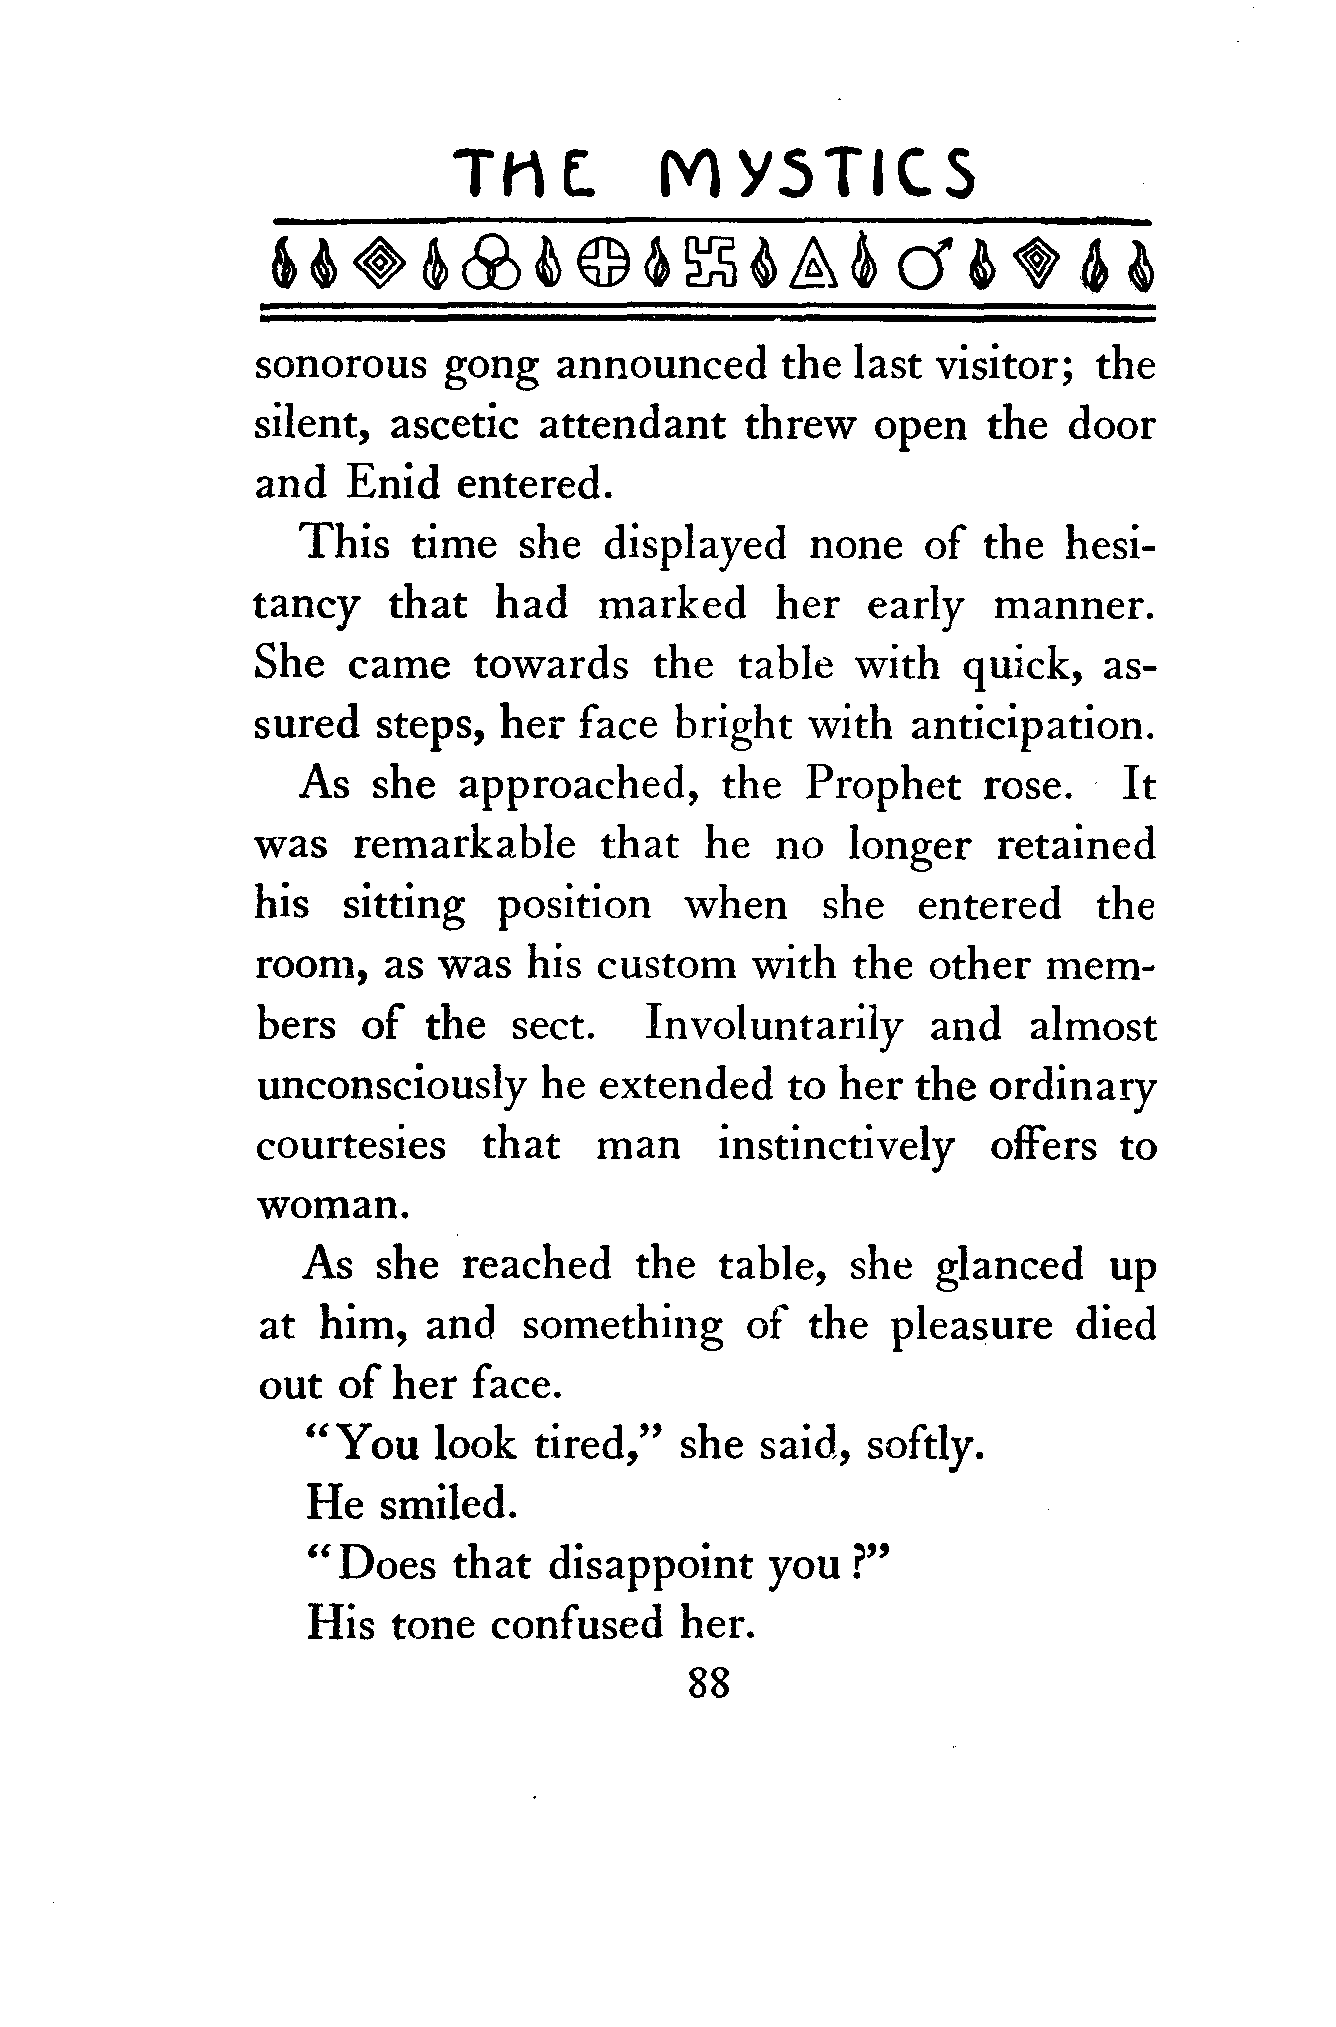 THE MYSTICS
sonorous gong announced the last visitor; the
silent, ascetic attendant threw open the door
and Enid entered.
This time she displayed none of the hesi-
tancy that had marked her early manner.
She came towards the table with quick, as-
sured steps, her face bright with anticipation.
As she approached, the Prophet rose. It
was remarkable that he no longer retained
his sitting position when she entered the
room, as was his custom with the other mem-
bers of the sect. Involuntarily and almost
unconsciously he extended to her the ordinary
courtesies that man instinctively offers to
woman.
As she reached the table, she glanced up
at him, and something of the pleasure died
out of her face.
“You look tired,” she said, softly.
He smiled.
“Does that disappoint you?”
His tone confused her.
88